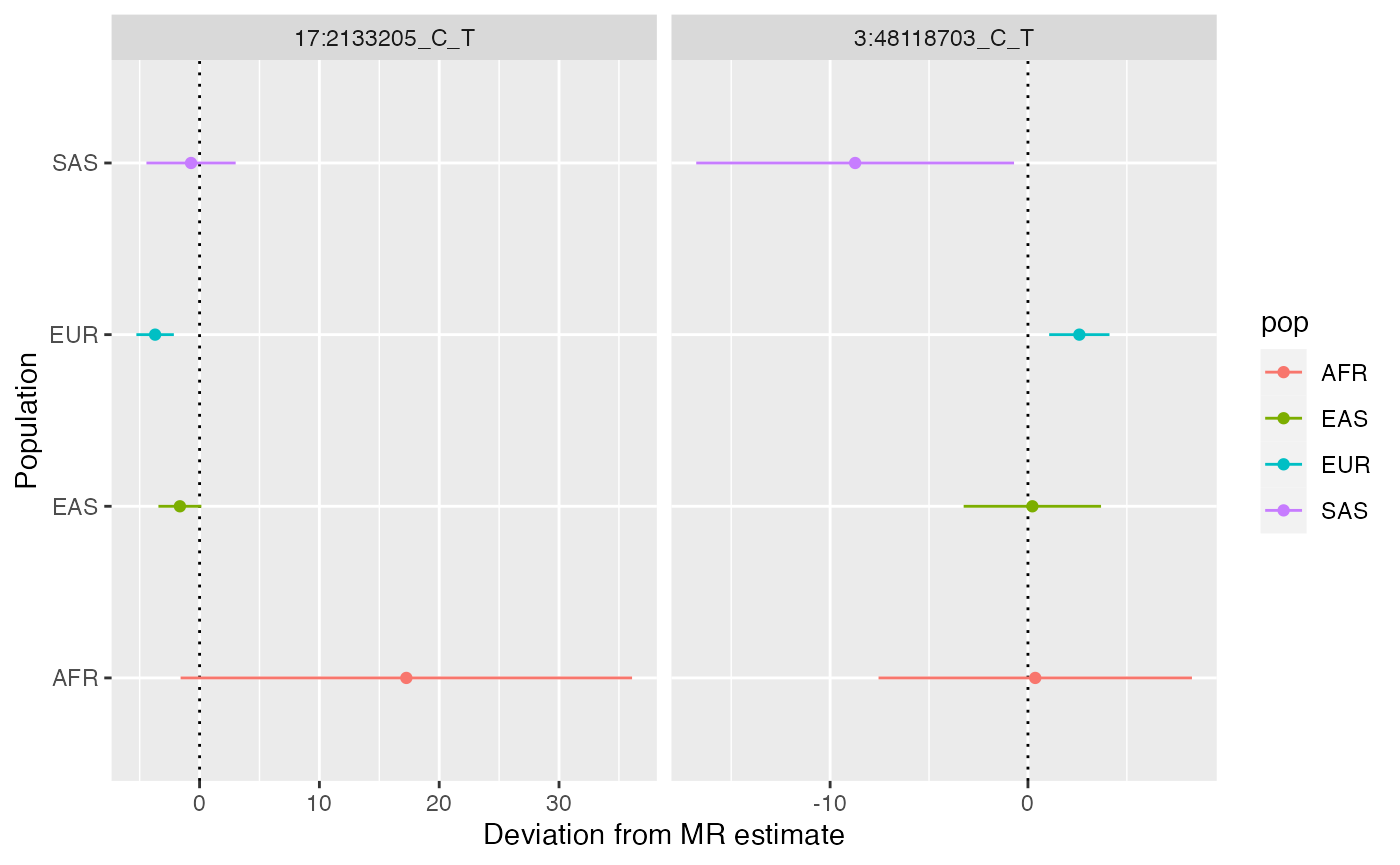 17:2133205_C_T
3:48118703_C_T
Population
SAS
EUR
EAS
AFR
0 10 20 30
-10 0
Deviation from MR estimate
pop
AFR
EAS
EUR
SAS